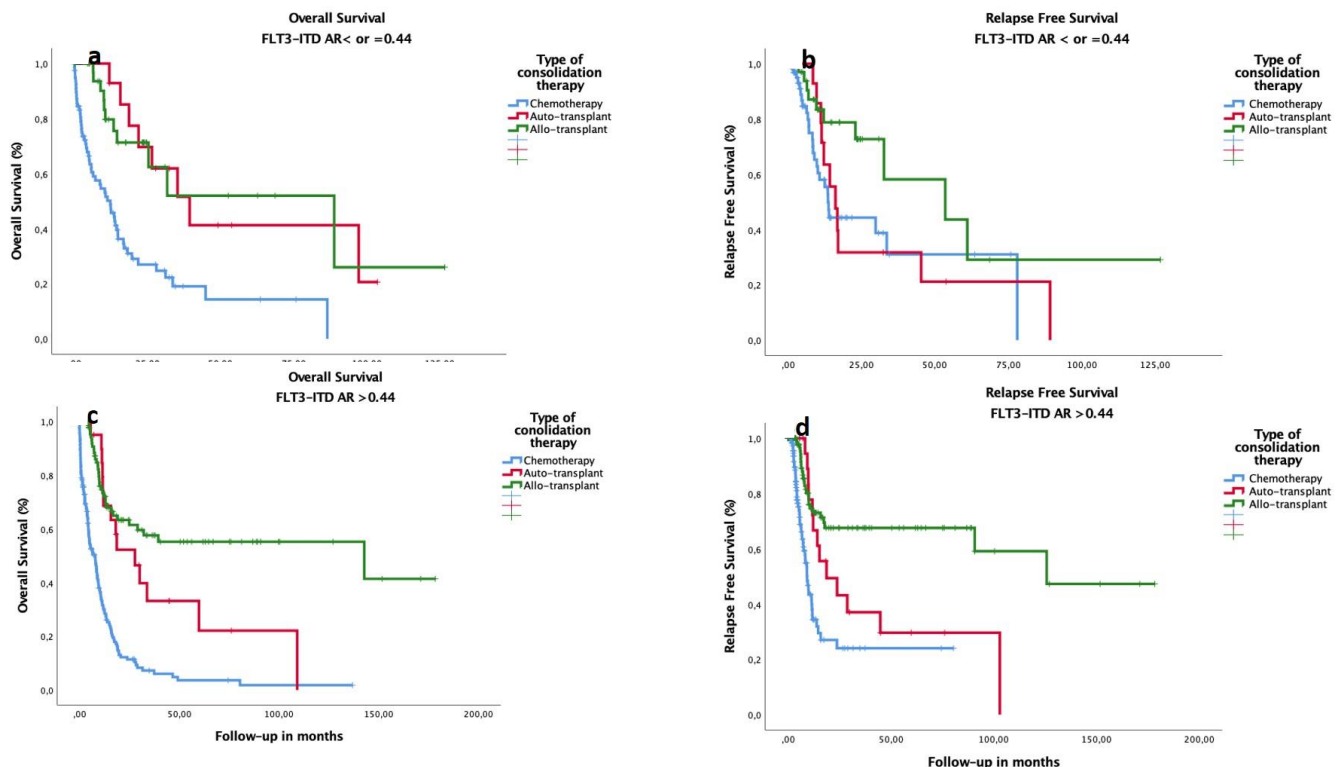 Overall Survival
FLT3-ITD AR< or =0.44
a
Type of
consolidation
therapy
Chemotherapy
Auto-transplant
Allo-transplant
Overall Survival (%)
1,0
0,8
0,6
0,4
0,2
0,0
Relapse Free Survival
FLT3-ITD AR < or =0.44
b
Type of
consolidation
therapy
Chemotherapy
Auto-transplant
Allo-transplant
Relapse Free Survival (%)
1,0
0,8
0,6
0,4
0,2
0,0
,00 25,00 50,00 75,00 100,00 125,00
Overall Survival
FLT3-ITD AR >0.44
c
Type of
conolidation
therapy
Chemotherapy
Auto-transplant
Allo-transplant
Overall Survival (%)
1,0
0,8
0,6
0,4
0,2
0,0
,00 50,00 100,00 150,00 200,00
Follow-up in months
Relapse Free Survival
FLT3-ITD AR >0.44
d
Type of
consolidation
therapy
Chemotherapy
Auto-transplant
Allo-transplant
Relapse Free Survival (%)
1,0
0,8
0,6
0,4
0,2
0,0
,00 50,00 100,00 150,00 200,00
Follow-up in months